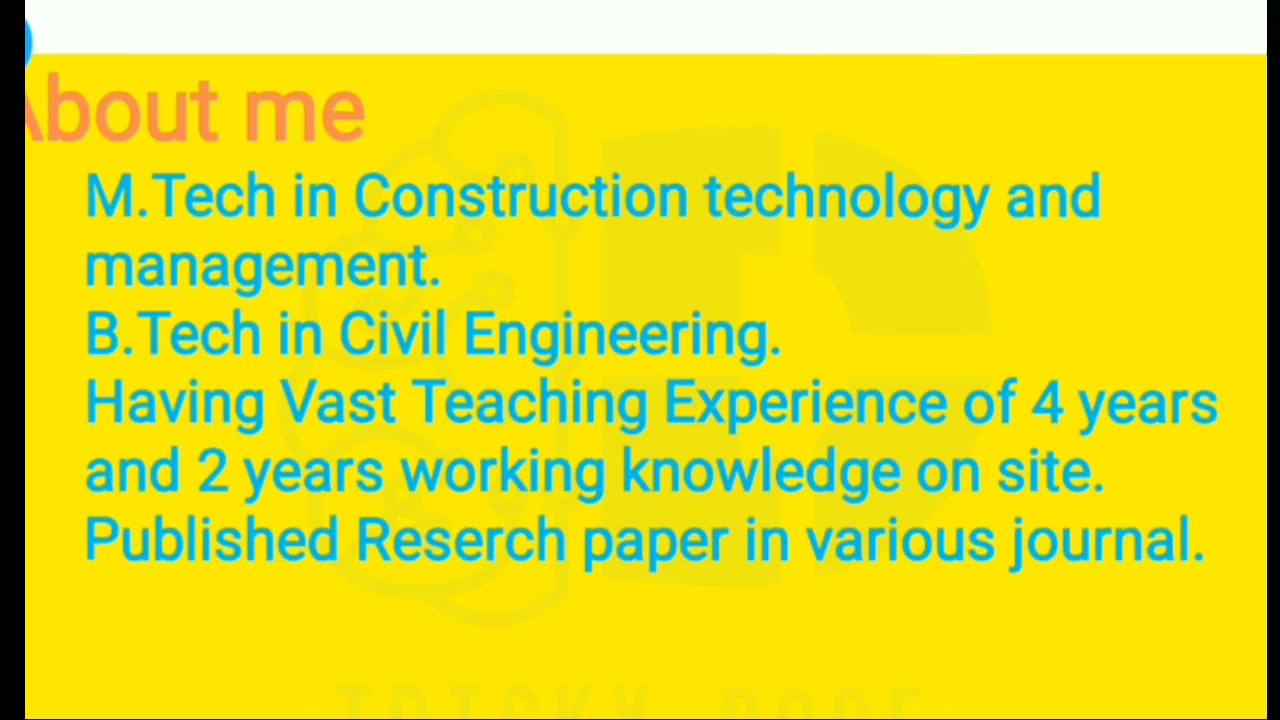 About me
M.Tech in Construction technology and
management.
B.Tech in Civil Engineering.
Having Vast Teaching Experience of 4 years
and 2 years working knowledge on site.
Published Reserch paper in various journal.